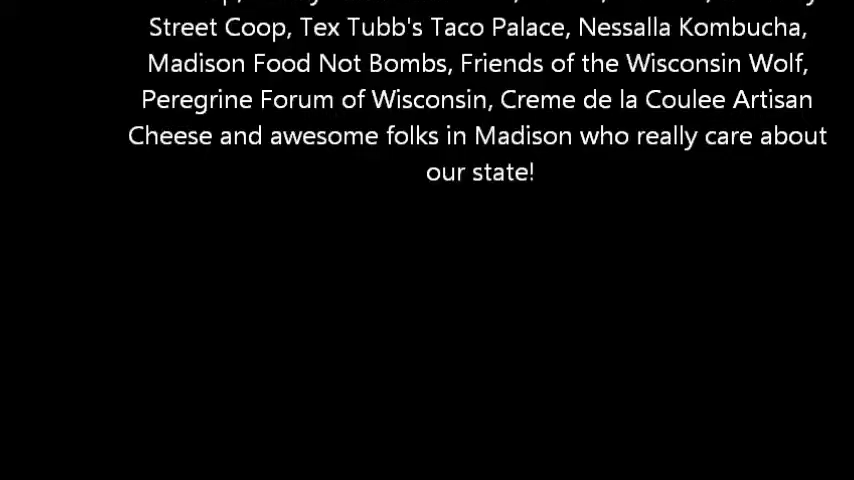 Street Coop, Tex Tubb's Taco Palace, Nessalla Kombucha,
Madison Food Not Bombs, Friends of the Wisconsin Wolf,
Peregrine Forum of Wisconsin, Creme de la Coulee Artisan
Cheese and awesome folks in Madison who really care about
our state!